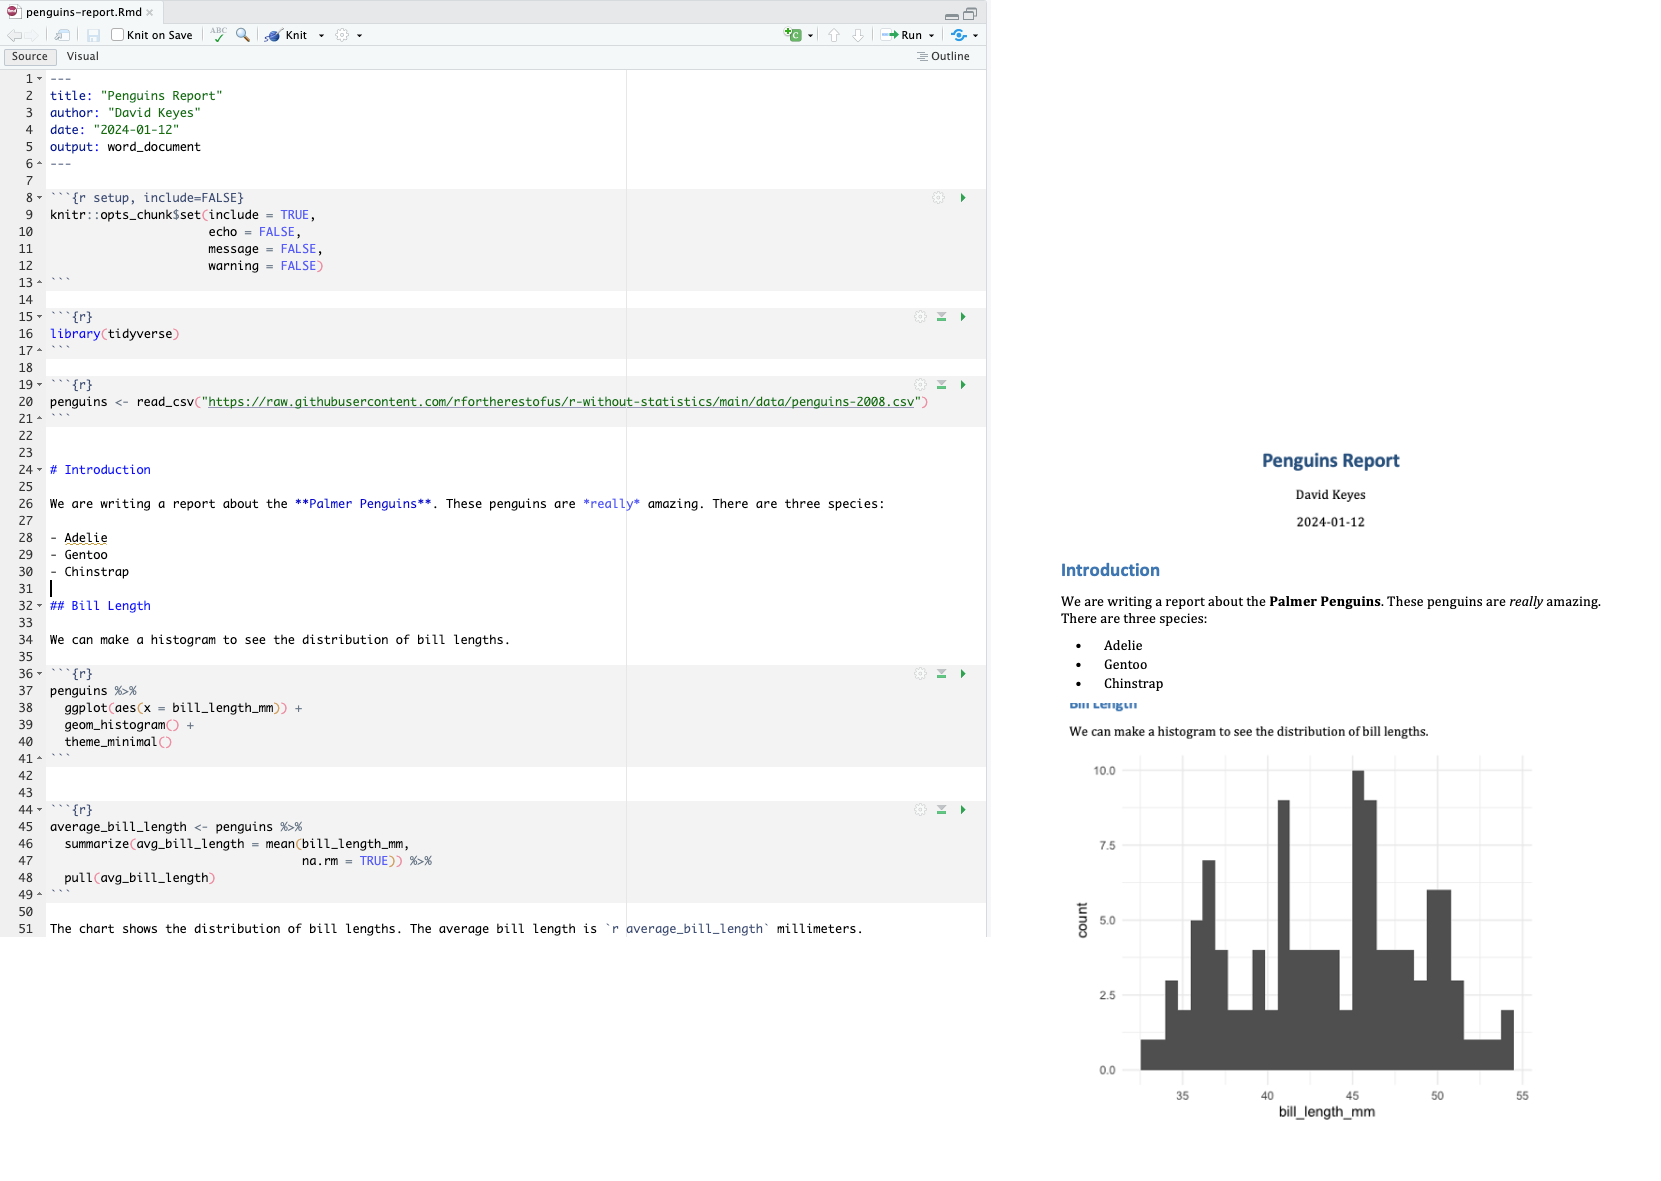 penguins-report.Rmd
Knit on Save ABC Knit Run
Source Visual Outline
1 ---
2 title: "Penguins Report"
3 author: "David Keyes"
4 date: "2024-01-12"
5 output: word_document
6 ---
7
8 ```{r setup, include=FALSE}
9 knitr::opts_chunk$set(include = TRUE,
10 echo = FALSE,
11 message = FALSE,
12 warning = FALSE)
13 ```
14
15 ```{r}
16 library(tidyverse)
17 ```
18
19 ```{r}
20 penguins <- read_csv("https://raw.githubusercontent.com/rfortherestofus/r-without-statistics/main/data/penguins-2008.csv")
21 ```
22
23
24 # Introduction
25
26 We are writing a report about the **Palmer Penguins**. These penguins are *really* amazing. There are three species:
27
28 - Adelie
29 - Gentoo
30 - Chinstrap
31
32 ## Bill Length
33
34 We can make a histogram to see the distribution of bill lengths.
35
36 ```{r}
37 penguins %>%
38 ggplot(aes(x = bill_length_mm)) +
39 geom_histogram() +
40 theme_minimal()
41 ```
42
43
44 ```{r}
45 average_bill_length <- penguins %>%
46 summarize(avg_bill_length = mean(bill_length_mm,
47 na.rm = TRUE)) %>%
48 pull(avg_bill_length)
49 ```
50
51 The chart shows the distribution of bill lengths. The average bill length is `r average_bill_length` millimeters.
Penguins Report
David Keyes
2024-01-12
Introduction
We are writing a report about the Palmer Penguins. These penguins are really amazing.
There are three species:
• Adelie
• Gentoo
• Chinstrap
Bill Length
We can make a histogram to see the distribution of bill lengths.
10.0
7.5
5.0
2.5
0.0
count
35 40 45 50 55
bill_length_mm